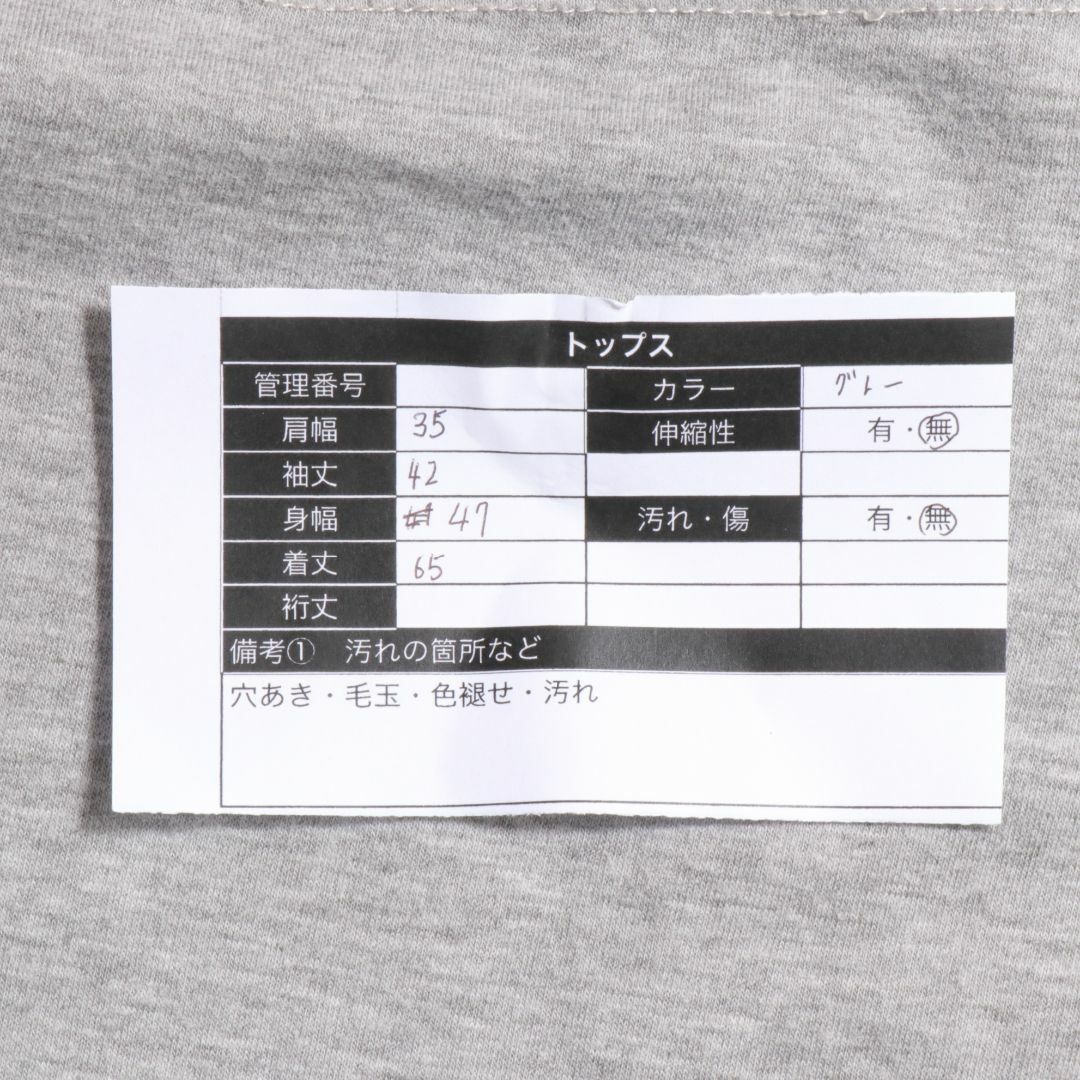 トップス
管理番号 カラー グレー
肩幅 35 伸縮性 有・無
袖丈 42
身幅 47 汚れ・傷 有・無
着丈 65
裄丈
備考① 汚れの箇所など
穴あき・毛玉・色褪せ・汚れ